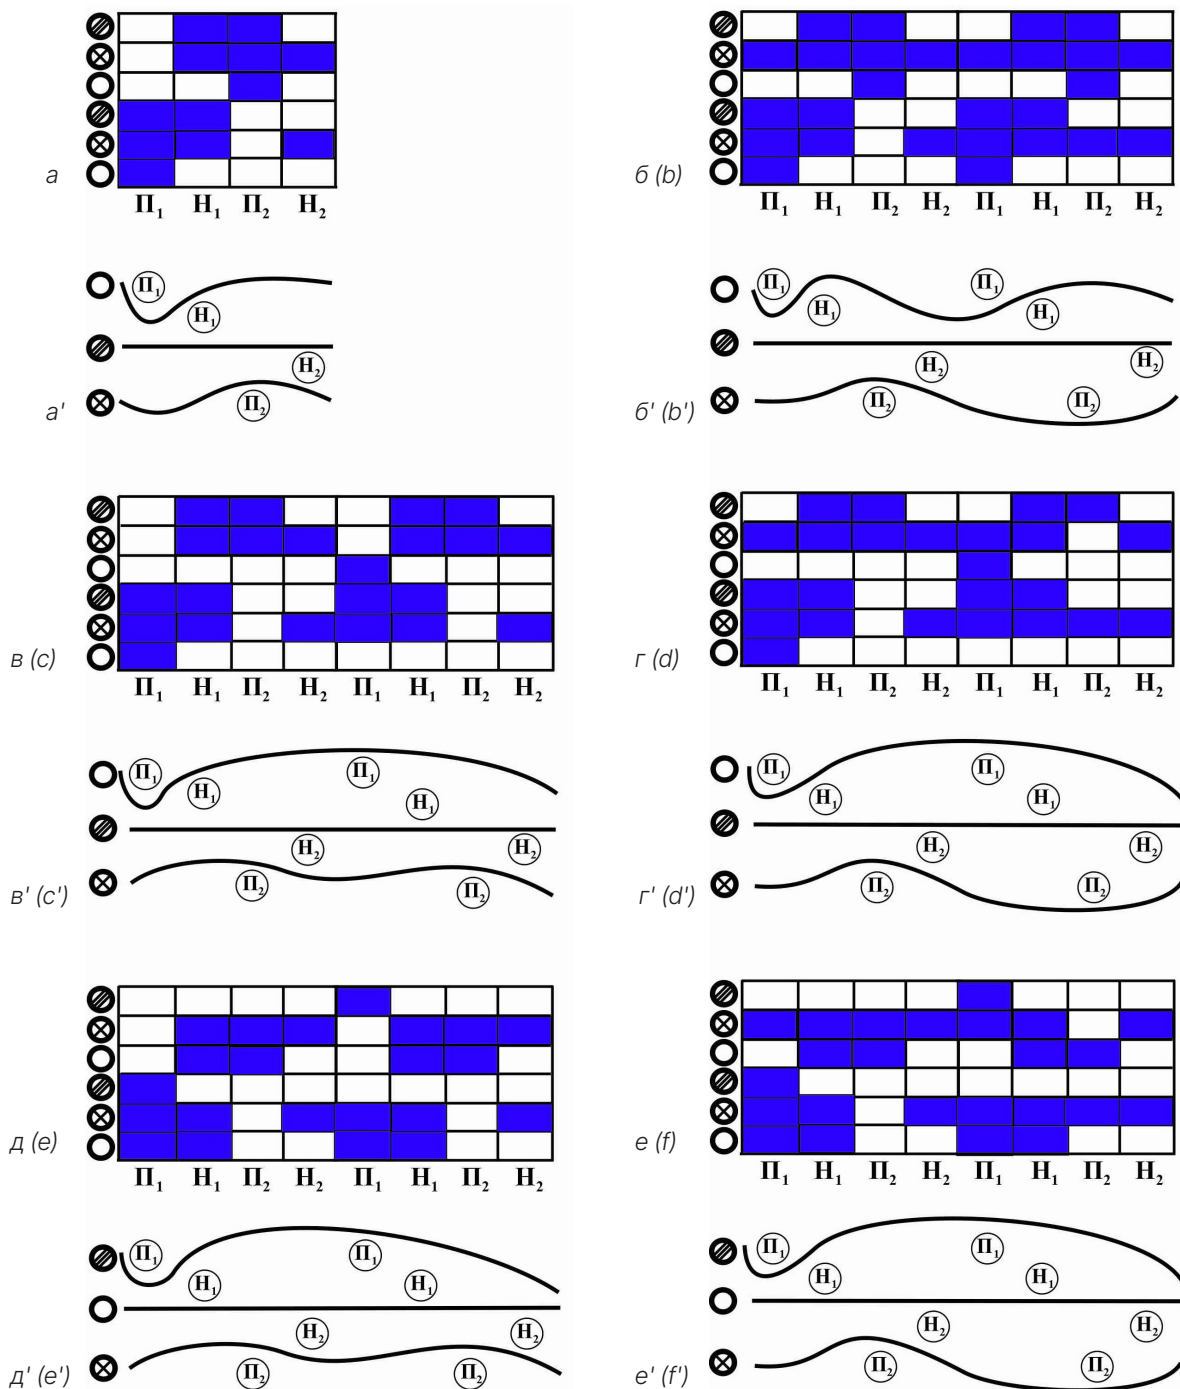 а
П₁ Н₁ П₂ Н₂
б (b)
П₁ Н₁ П₂ Н₂ П₁ Н₁ П₂ Н₂
П₁
Н₁
Н₂
П₂
а'
П₁ П₁
Н₁ Н₁
Н₂ Н₂
П₂ П₂
б' (b')
в (c)
П₁ Н₁ П₂ Н₂ П₁ Н₁ П₂ Н₂
г (d)
П₁ Н₁ П₂ Н₂ П₁ Н₁ П₂ Н₂
П₁ П₁
Н₁ Н₁
Н₂ Н₂
П₂ П₂
в' (c')
П₁ П₁
Н₁ Н₁
Н₂ Н₂
П₂ П₂
г' (d')
д (e)
П₁ Н₁ П₂ Н₂ П₁ Н₁ П₂ Н₂
е (f)
П₁ Н₁ П₂ Н₂ П₁ Н₁ П₂ Н₂
П₁ П₁
Н₁ Н₁
Н₂ Н₂
П₂ П₂
д' (e')
П₁ П₁
Н₁ Н₁
Н₂ Н₂
П₂ П₂
е' (f')